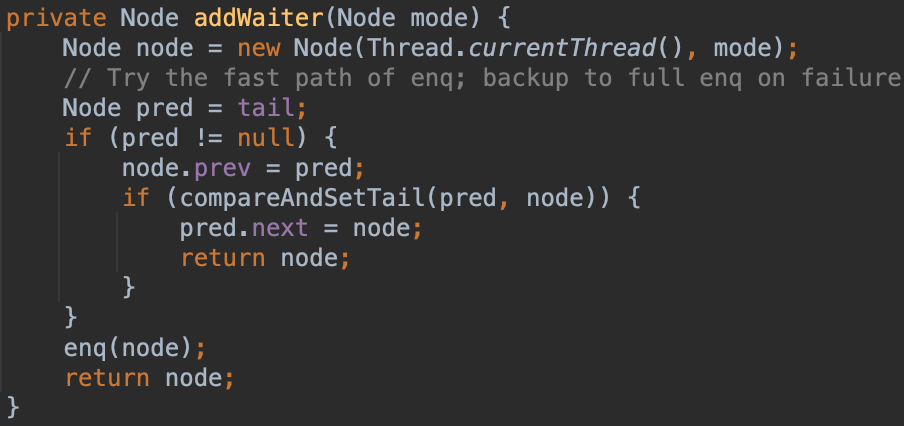 private Node addWaiter(Node mode) {
    Node node = new Node(Thread.currentThread(), mode);
    // Try the fast path of enq; backup to full enq on failure
    Node pred = tail;
    if (pred != null) {
        node.prev = pred;
        if (compareAndSetTail(pred, node)) {
            pred.next = node;
            return node;
        }
    }
    enq(node);
    return node;
}